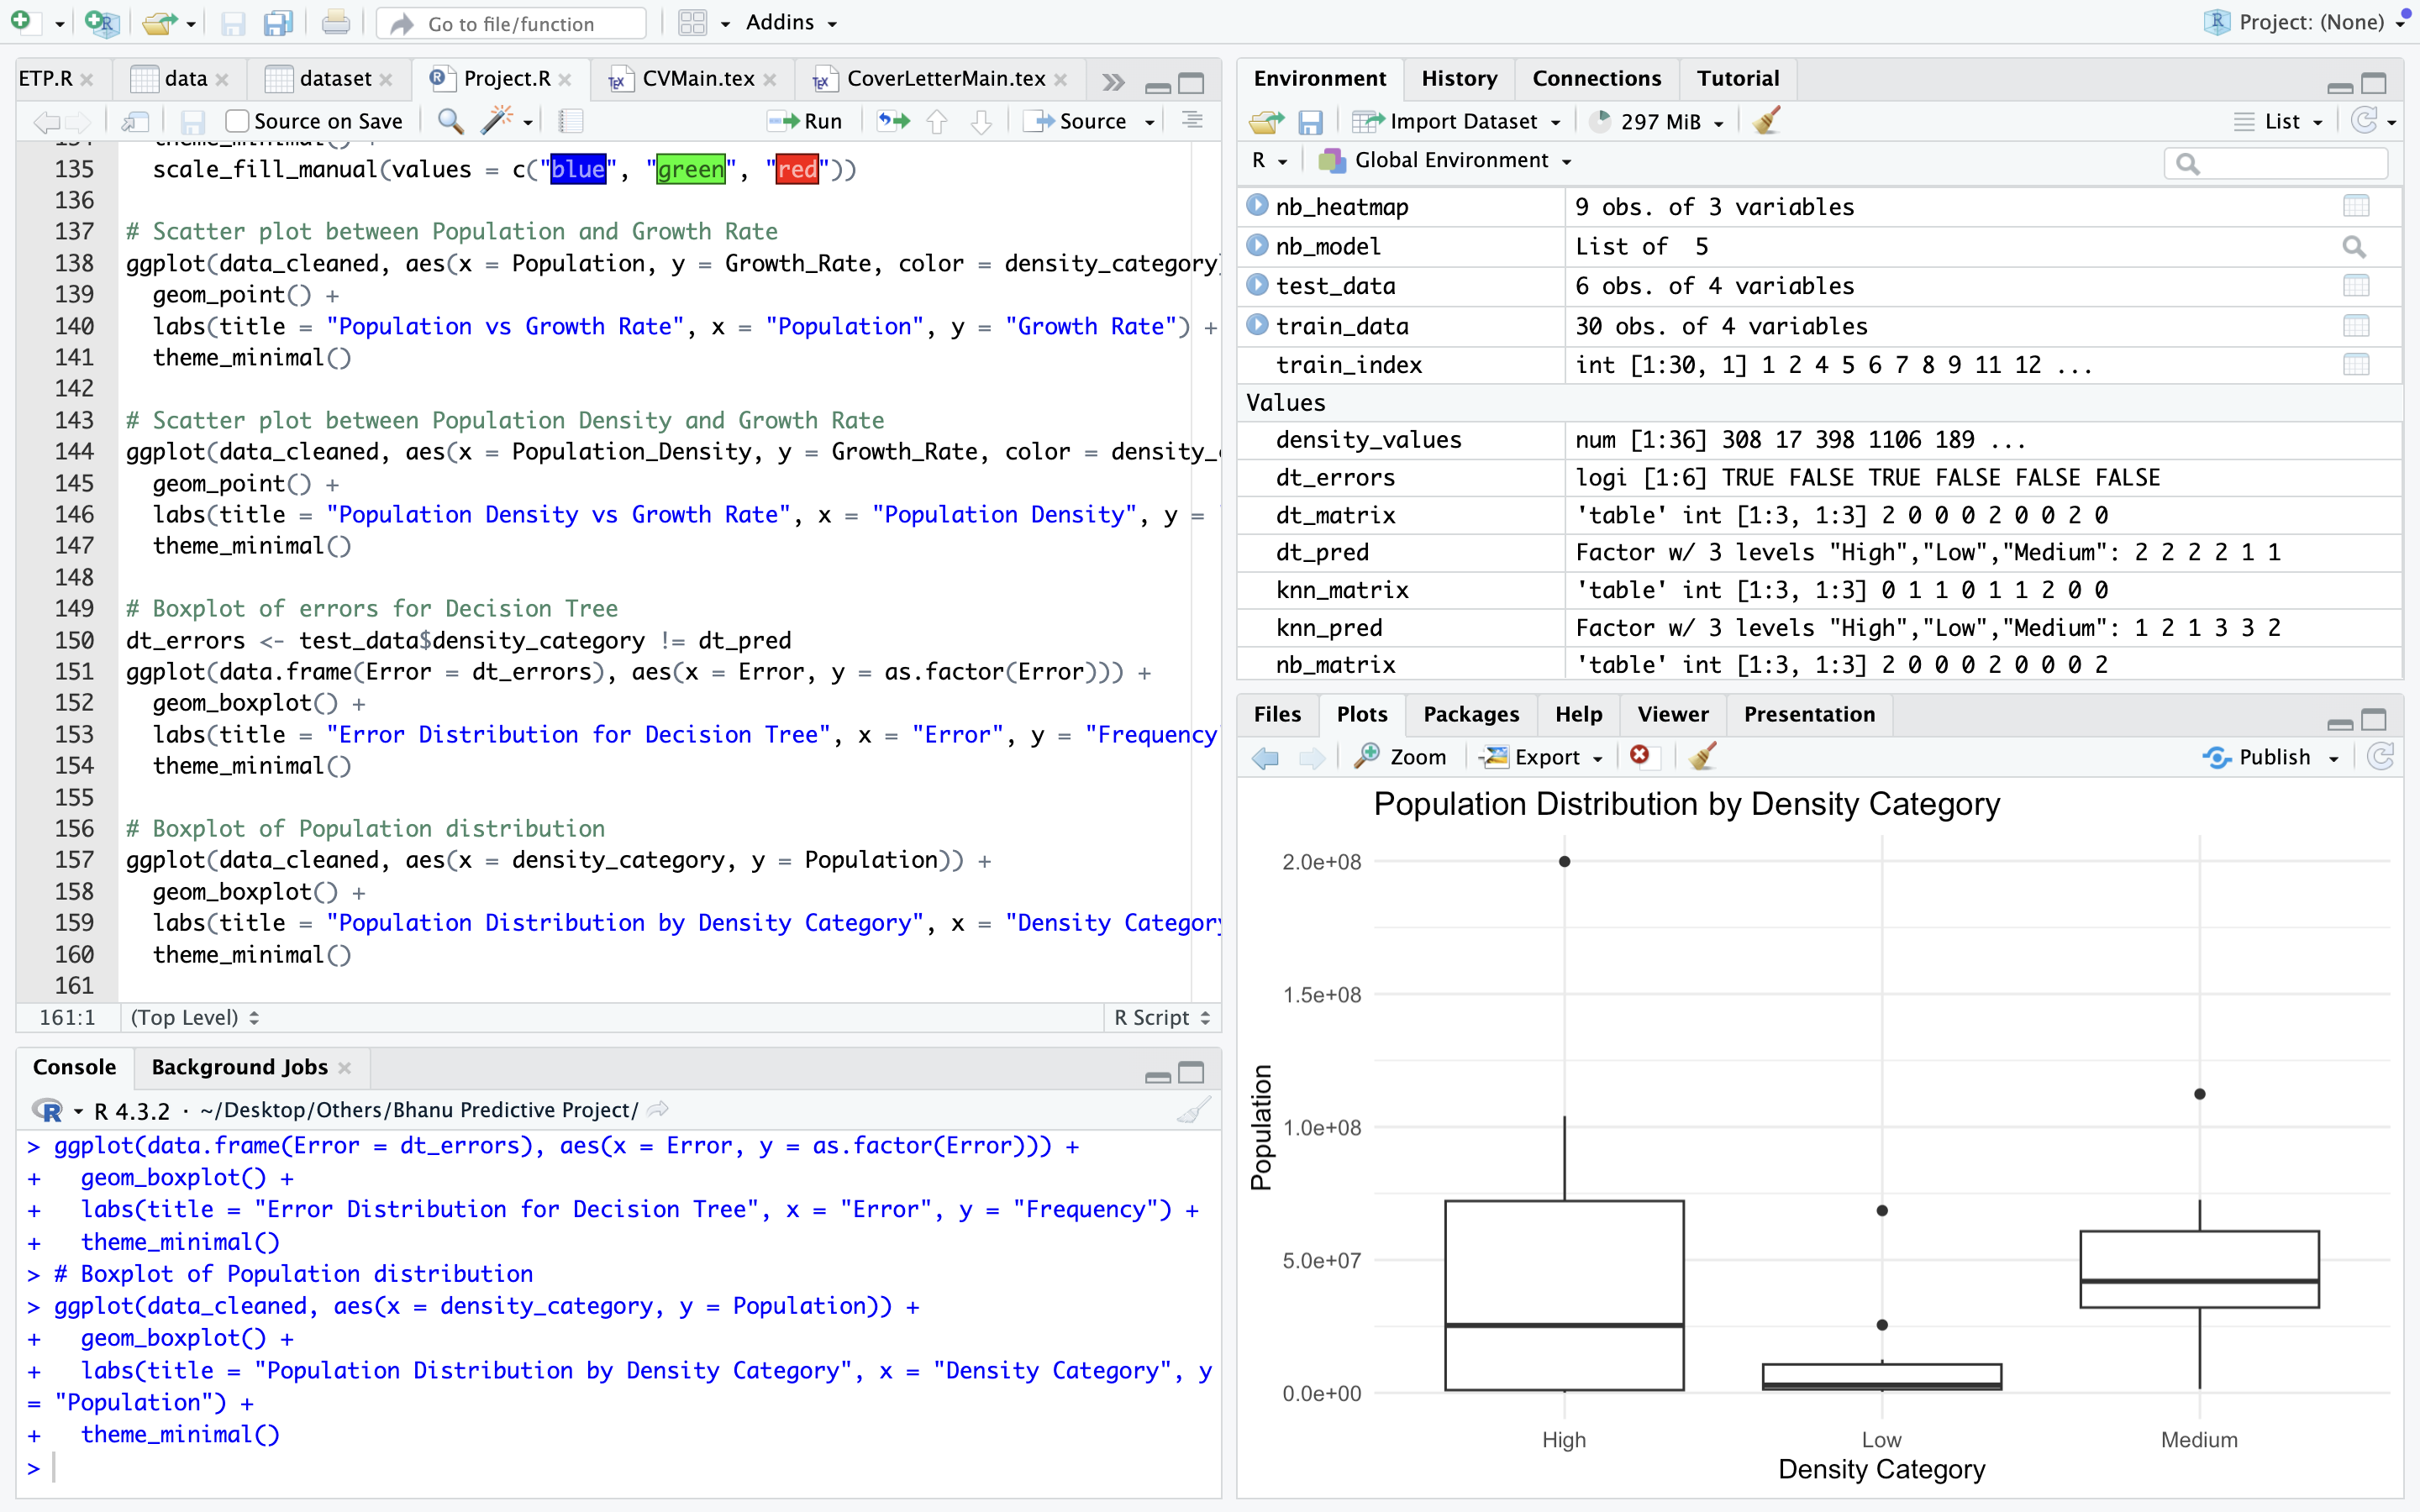 Go to file/function
Addins
Project: (None)
ETP.R
data
dataset
Project.R
CVMain.tex
CoverLetterMain.tex
Source on Save
Run
Source
135 scale_fill_manual(values = c("blue", "green", "red"))
136
137 # Scatter plot between Population and Growth Rate
138 ggplot(data_cleaned, aes(x = Population, y = Growth_Rate, color = density_category
139 geom_point() +
140 labs(title = "Population vs Growth Rate", x = "Population", y = "Growth Rate") +
141 theme_minimal()
142
143 # Scatter plot between Population Density and Growth Rate
144 ggplot(data_cleaned, aes(x = Population_Density, y = Growth_Rate, color = density_
145 geom_point() +
146 labs(title = "Population Density vs Growth Rate", x = "Population Density", y =
147 theme_minimal()
148
149 # Boxplot of errors for Decision Tree
150 dt_errors <- test_data$density_category != dt_pred
151 ggplot(data.frame(Error = dt_errors), aes(x = Error, y = as.factor(Error))) +
152 geom_boxplot() +
153 labs(title = "Error Distribution for Decision Tree", x = "Error", y = "Frequency
154 theme_minimal()
155
156 # Boxplot of Population distribution
157 ggplot(data_cleaned, aes(x = density_category, y = Population)) +
158 geom_boxplot() +
159 labs(title = "Population Distribution by Density Category", x = "Density Category
160 theme_minimal()
161
161:1 (Top Level) R Script
Console Background Jobs
R 4.3.2 · ~/Desktop/Others/Bhanu Predictive Project/
> ggplot(data.frame(Error = dt_errors), aes(x = Error, y = as.factor(Error))) +
+ geom_boxplot() +
+ labs(title = "Error Distribution for Decision Tree", x = "Error", y = "Frequency") +
+ theme_minimal()
> # Boxplot of Population distribution
> ggplot(data_cleaned, aes(x = density_category, y = Population)) +
+ geom_boxplot() +
+ labs(title = "Population Distribution by Density Category", x = "Density Category", y
= "Population") +
+ theme_minimal()
>
Environment History Connections Tutorial
Import Dataset 297 MiB List
R Global Environment
nb_heatmap 9 obs. of 3 variables
nb_model List of 5
test_data 6 obs. of 4 variables
train_data 30 obs. of 4 variables
train_index int [1:30, 1] 1 2 4 5 6 7 8 9 11 12 ...
Values
density_values num [1:36] 308 17 398 1106 189 ...
dt_errors logi [1:6] TRUE FALSE TRUE FALSE FALSE FALSE
dt_matrix 'table' int [1:3, 1:3] 2 0 0 0 2 0 0 2 0
dt_pred Factor w/ 3 levels "High","Low","Medium": 2 2 2 2 1 1
knn_matrix 'table' int [1:3, 1:3] 0 1 1 0 1 1 2 0 0
knn_pred Factor w/ 3 levels "High","Low","Medium": 1 2 1 3 3 2
nb_matrix 'table' int [1:3, 1:3] 2 0 0 0 2 0 0 0 2
Files Plots Packages Help Viewer Presentation
Zoom Export Publish
Population Distribution by Density Category
2.0e+08
1.5e+08
1.0e+08
5.0e+07
0.0e+00
Population
High Low Medium
Density Category